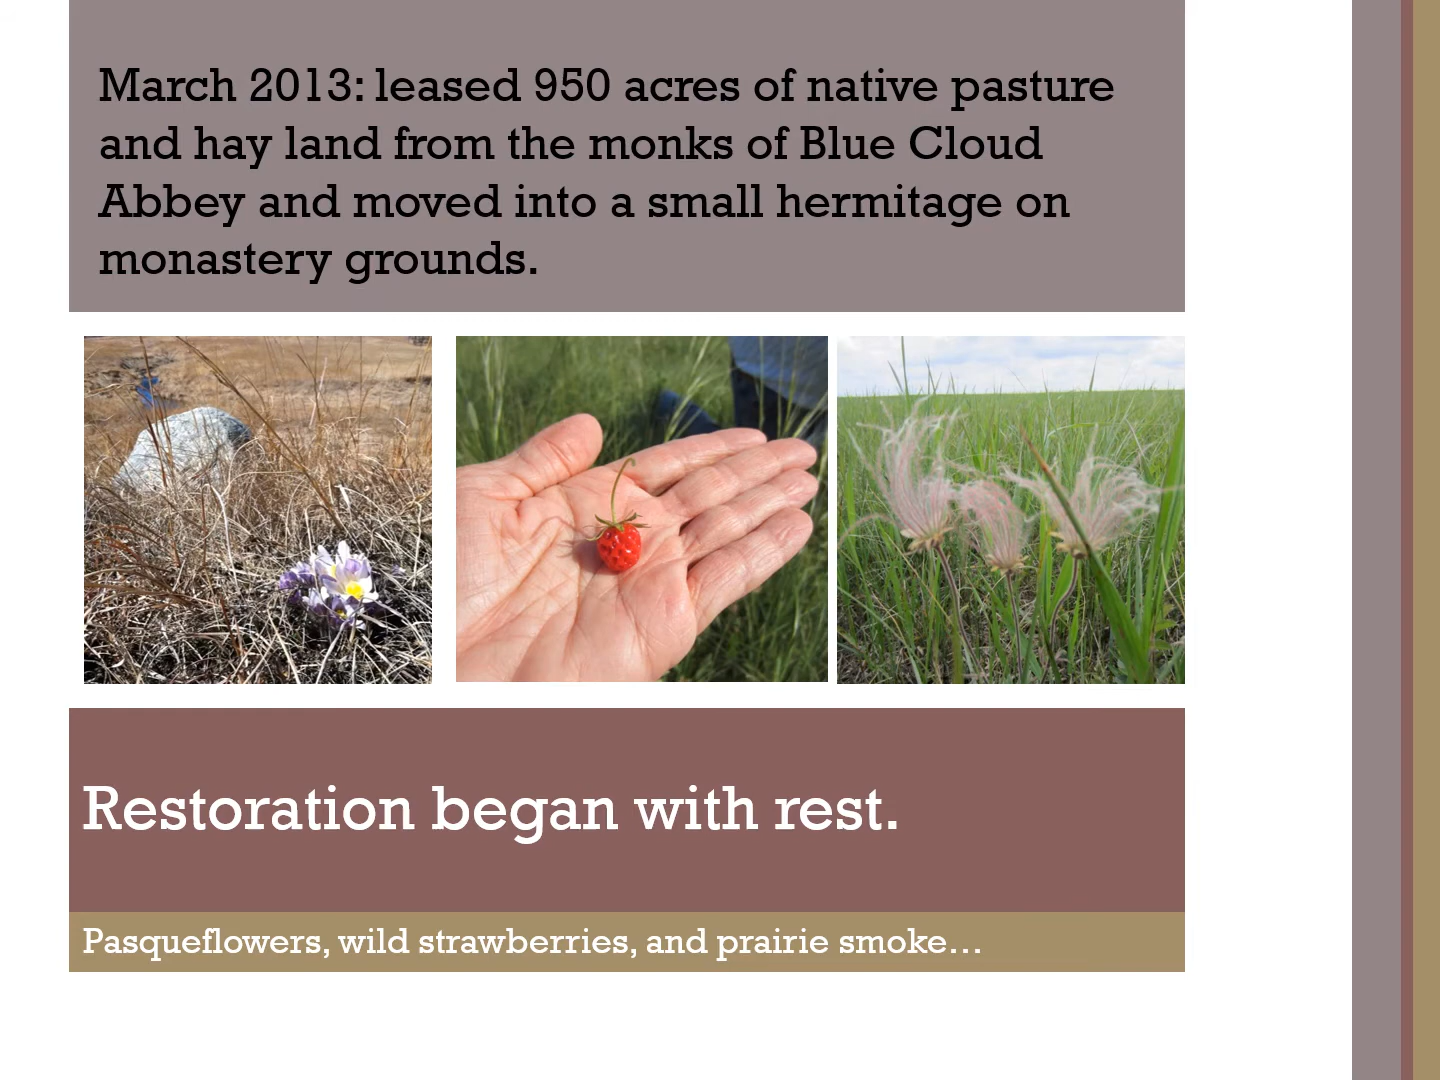 March 2013: leased 950 acres of native pasture
and hay land from the monks of Blue Cloud
Abbey and moved into a small hermitage on
monastery grounds.
Restoration began with rest.
Pasqueflowers, wild strawberries, and prairie smoke…